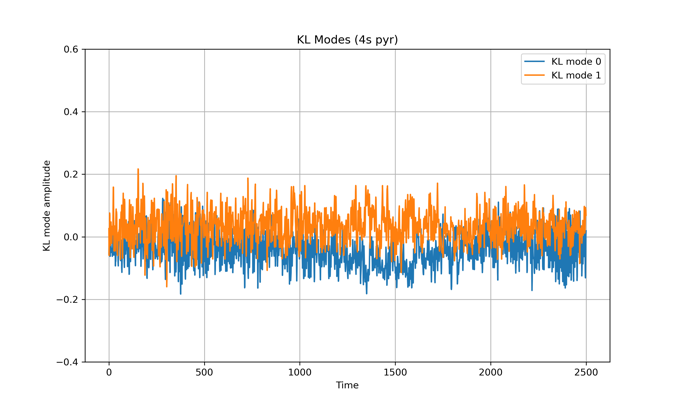 KL Modes (4s pyr)
KL mode 0
KL mode 1
KL mode amplitude
0.6
0.4
0.2
0.0
−0.2
−0.4
0 500 1000 1500 2000 2500
Time